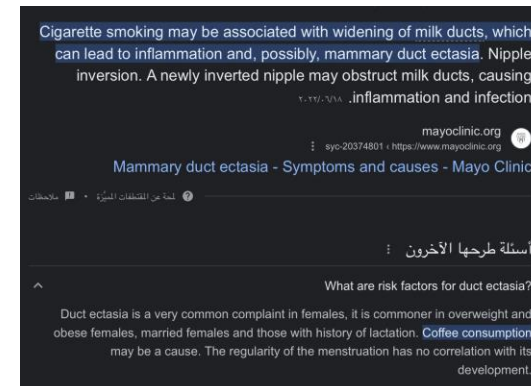 Cigarette smoking may be associated with widening of milk ducts, which
can lead to inflammation and, possibly, mammary duct ectasia. Nipple
inversion. A newly inverted nipple may obstruct milk ducts, causing
inflammation and infection. ٢٠٢٢/٠٦/١٨
mayoclinic.org
https://www.mayoclinic.org › syc-20374801
Mammary duct ectasia - Symptoms and causes - Mayo Clinic
لمحة عن المقتطفات المميَّزة • ملاحظات
أسئلة طرحها الآخرون
What are risk factors for duct ectasia?
Duct ectasia is a very common complaint in females, it is commoner in overweight and
obese females, married females and those with history of lactation. Coffee consumption
may be a cause. The regularity of the menstruation has no correlation with its
development.